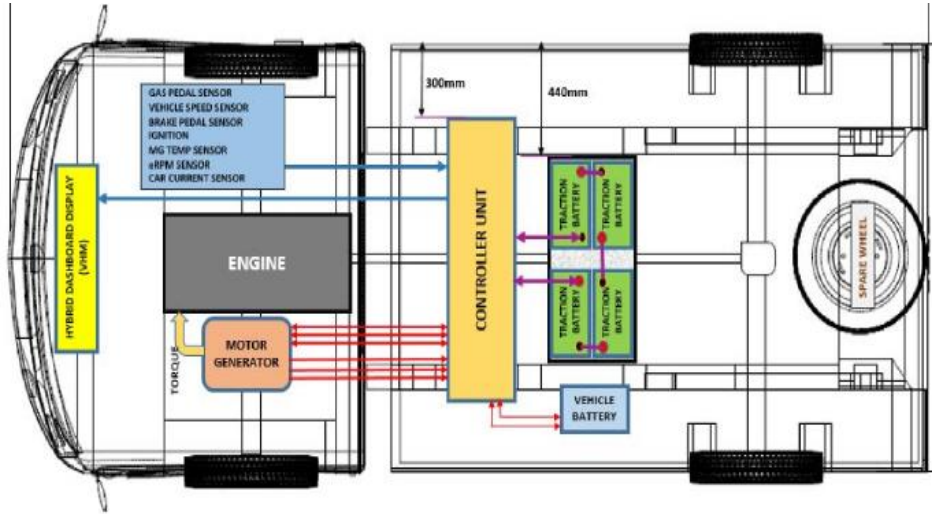 GAS PEDAL SENSOR
VEHICLE SPEED SENSOR
BRAKE PEDAL SENSOR
IGNITION
MG TEMP SENSOR
eRPM SENSOR
CAR CURRENT SENSOR
300mm
440mm
HYBRID DASHBOARD DISPLAY
(VHM)
ENGINE
MOTOR
GENERATOR
TORQUE
CONTROLLER UNIT
TRACTION
BATTERY
TRACTION
BATTERY
TRACTION
BATTERY
TRACTION
BATTERY
VEHICLE
BATTERY
SPARE WHEEL